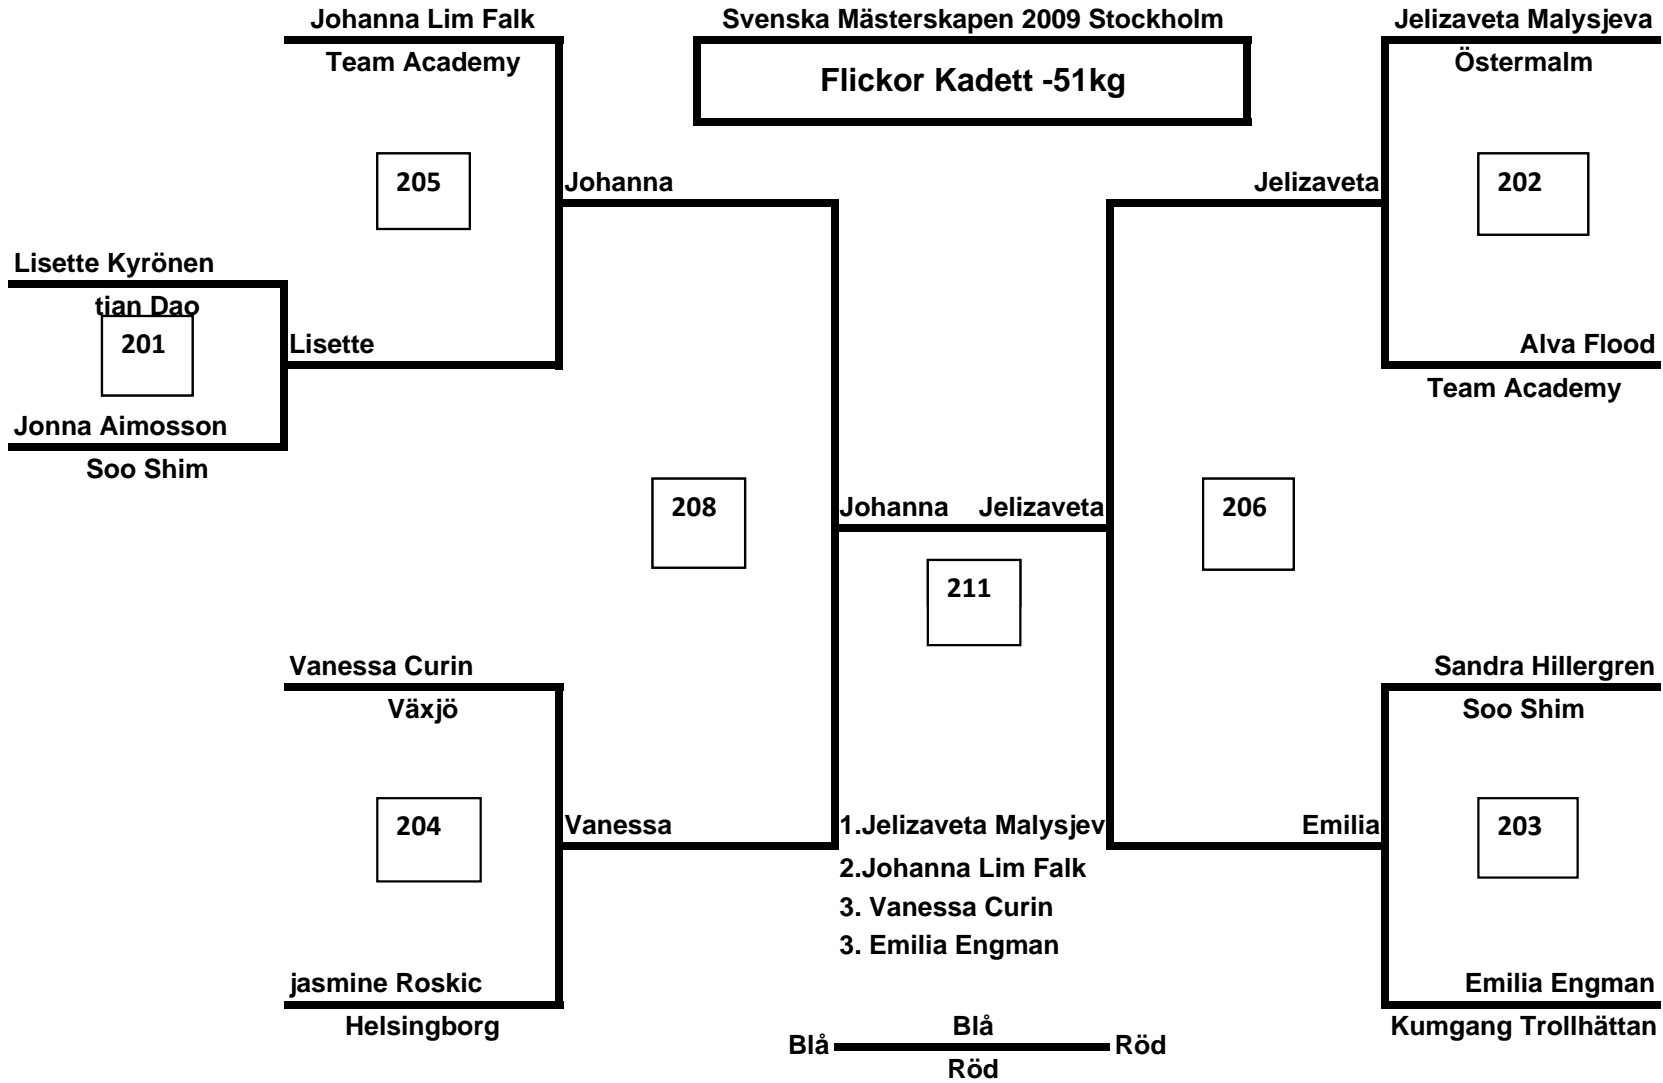 Johanna Lim Falk
Svenska Mästerskapen 2009 Stockholm
Jelizaveta Malysjeva
Team Academy
Flickor Kadett -51kg
Östermalm
205
Johanna
Jelizaveta
202
Lisette Kyrönen
tian Dao
201
Lisette
Alva Flood
Team Academy
Jonna Aimosson
Soo Shim
208
Johanna
Jelizaveta
206
211
Vanessa Curin
Sandra Hillergren
Växjö
Soo Shim
204
Vanessa
1.Jelizaveta Malysjev
Emilia
203
2.Johanna Lim Falk
3. Vanessa Curin
3. Emilia Engman
jasmine Roskic
Emilia Engman
Helsingborg
Kumgang Trollhättan
Blå
Blå
Röd
Röd